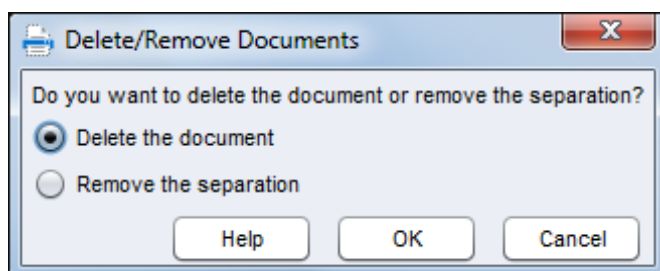 Delete/Remove Documents
Do you want to delete the document or remove the separation?
Delete the document
Remove the separation
Help OK Cancel